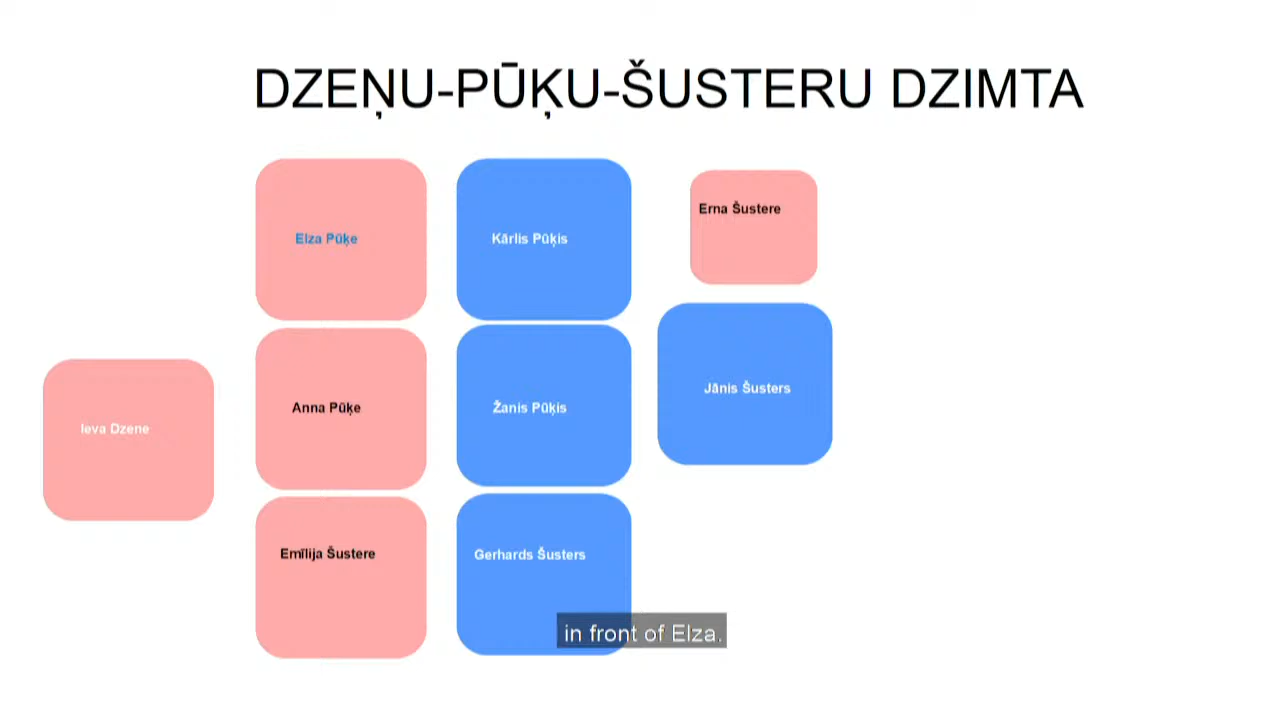 DZEŅU-PŪĶU-ŠUSTERU DZIMTA
Elza Pūķe
Kārlis Pūķis
Erna Šustere
Jānis Šusters
Anna Pūķe
Žanis Pūķis
Ieva Dzene
Emīlija Šustere
Gerhards Šusters
in front of Elza.